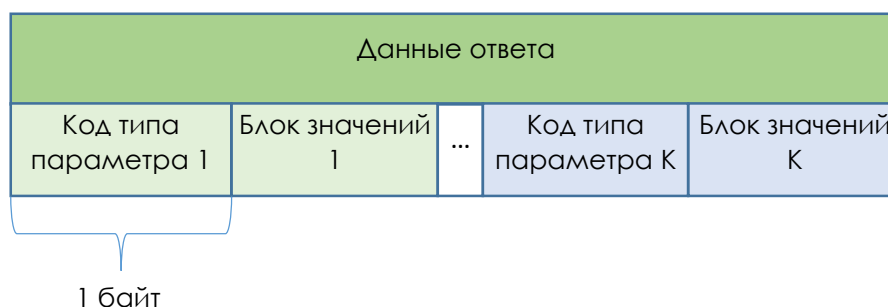 Данные ответа
Код типа
параметра 1
Блок значений
1
...
Код типа
параметра K
Блок значений
K
1 байт